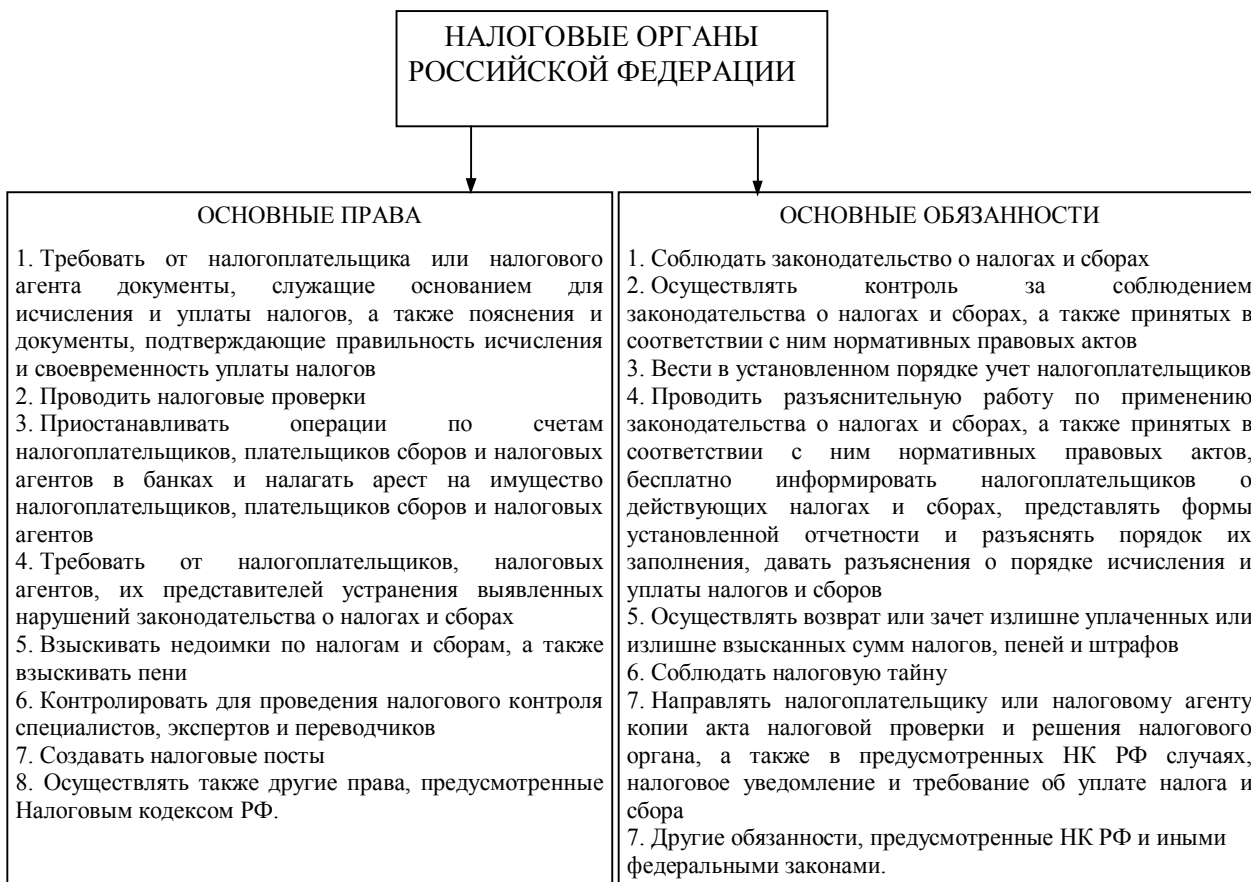 НАЛОГОВЫЕ ОРГАНЫ
РОССИЙСКОЙ ФЕДЕРАЦИИ
ОСНОВНЫЕ ПРАВА
1. Требовать от налогоплательщика или налогового
агента документы, служащие основанием для
исчисления и уплаты налогов, а также пояснения и
документы, подтверждающие правильность исчисления
и своевременность уплаты налогов
2. Проводить налоговые проверки
3. Приостанавливать операции по счетам
налогоплательщиков, плательщиков сборов и налоговых
агентов в банках и налагать арест на имущество
налогоплательщиков, плательщиков сборов и налоговых
агентов
4. Требовать от налогоплательщиков, налоговых
агентов, их представителей устранения выявленных
нарушений законодательства о налогах и сборах
5. Взыскивать недоимки по налогам и сборам, а также
взыскивать пени
6. Контролировать для проведения налогового контроля
специалистов, экспертов и переводчиков
7. Создавать налоговые посты
8. Осуществлять также другие права, предусмотренные
Налоговым кодексом РФ.
ОСНОВНЫЕ ОБЯЗАННОСТИ
1. Соблюдать законодательство о налогах и сборах
2. Осуществлять контроль за соблюдением
законодательства о налогах и сборах, а также принятых в
соответствии с ним нормативных правовых актов
3. Вести в установленном порядке учет налогоплательщиков
4. Проводить разъяснительную работу по применению
законодательства о налогах и сборах, а также принятых в
соответствии с ним нормативных правовых актов,
бесплатно информировать налогоплательщиков о
действующих налогах и сборах, представлять формы
установленной отчетности и разъяснять порядок их
заполнения, давать разъяснения о порядке исчисления и
уплаты налогов и сборов
5. Осуществлять возврат или зачет излишне уплаченных или
излишне взысканных сумм налогов, пеней и штрафов
6. Соблюдать налоговую тайну
7. Направлять налогоплательщику или налоговому агенту
копии акта налоговой проверки и решения налогового
органа, а также в предусмотренных НК РФ случаях,
налоговое уведомление и требование об уплате налога и
сбора
7. Другие обязанности, предусмотренные НК РФ и иными
федеральными законами.